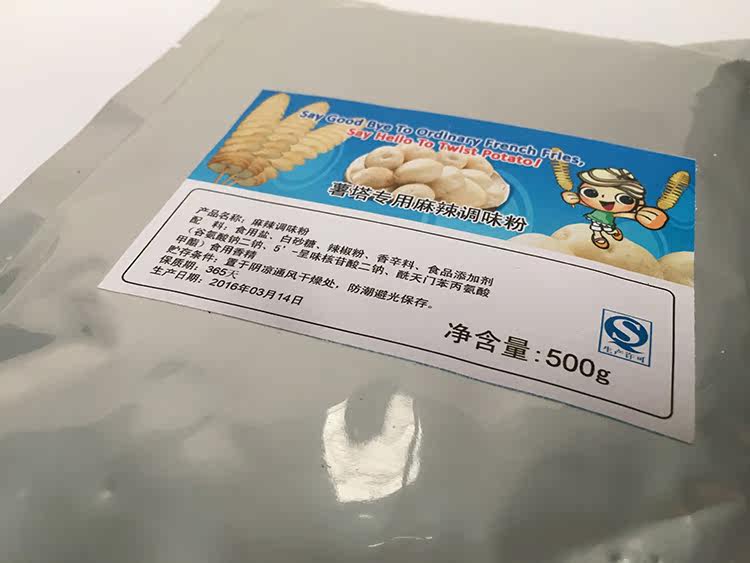 Say Good Bye To Ordinary French Fries,
Say Hello To Twist Potato!
薯塔专用麻辣调味粉
产品名称：麻辣调味粉
配 料：食用盐、白砂糖、辣椒粉、香辛料、食品添加剂
（谷氨酸钠二钠、5’-呈味核苷酸二钠、酰天门苯丙氨酸
甲酯）食用香精
贮存条件：置于阴凉通风干燥处，防潮避光保存。
保质期：365天
生产日期：2016年03月14日
净含量：500g
生产许可